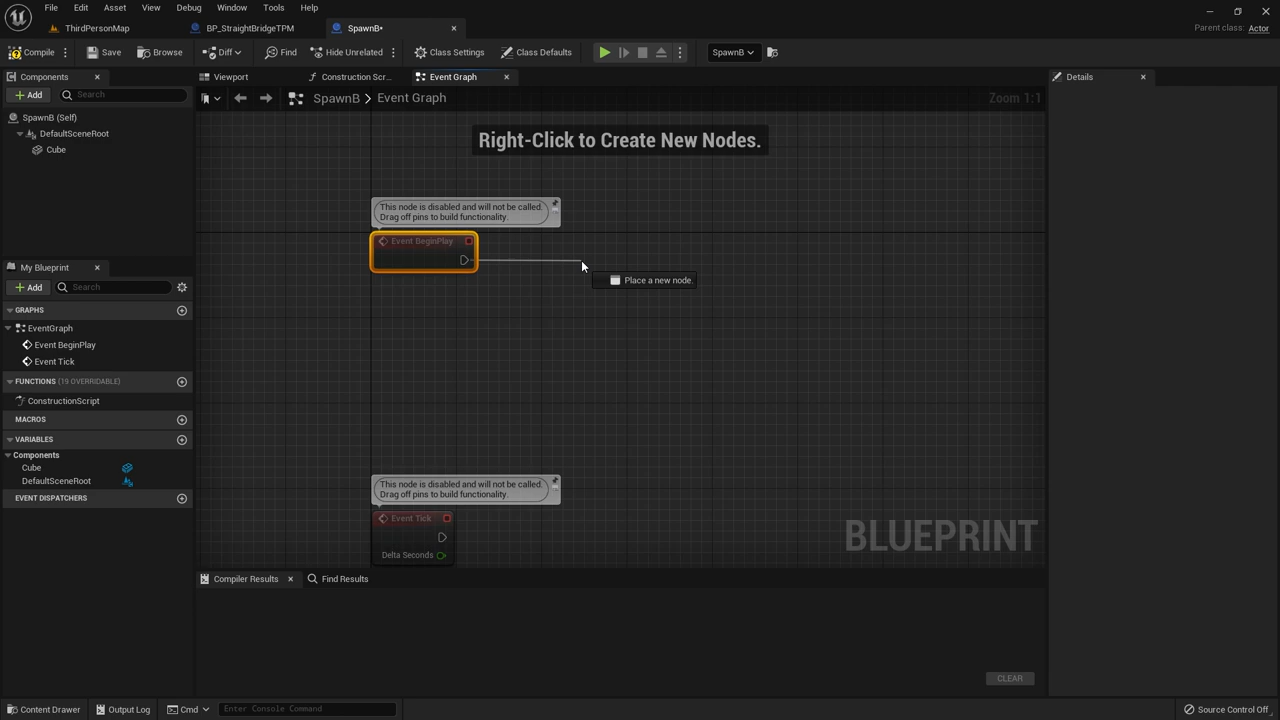 File Edit Asset View Debug Window Tools Help
ThirdPersonMap BP_StraightBridgeTPM SpawnB•
Parent class: Actor
Compile Save Browse Diff Find Hide Unrelated Class Settings Class Defaults SpawnB
Components
Add Search
SpawnB (Self)
DefaultSceneRoot
Cube
My Blueprint
Add Search
GRAPHS
EventGraph
Event BeginPlay
Event Tick
FUNCTIONS (19 OVERRIDABLE)
ConstructionScript
MACROS
VARIABLES
Components
Cube
DefaultSceneRoot
EVENT DISPATCHERS
Viewport Construction Scr... Event Graph
SpawnB > Event Graph Zoom 1:1
Right-Click to Create New Nodes.
This node is disabled and will not be called.
Drag off pins to build functionality.
Event BeginPlay
Place a new node.
This node is disabled and will not be called.
Drag off pins to build functionality.
Event Tick
Delta Seconds
BLUEPRINT
Compiler Results Find Results
CLEAR
Details
Content Drawer Output Log Cmd Enter Console Command Source Control Off